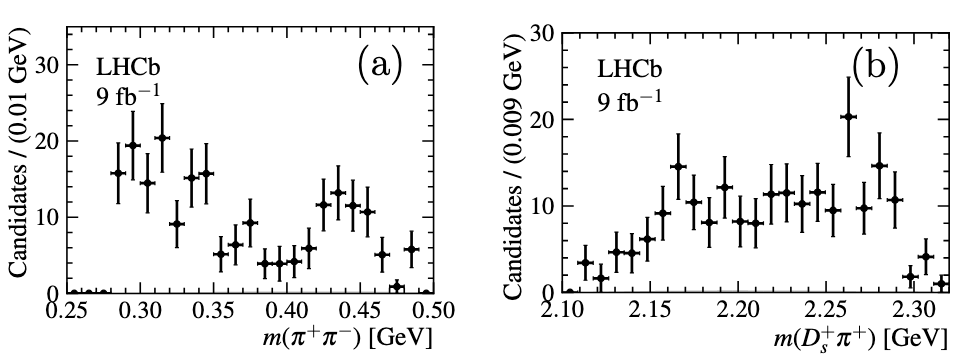 Candidates / (0.01 GeV)
30
20
10
0
LHCb
9 fb⁻¹
(a)
0.25 0.30 0.35 0.40 0.45 0.50
m(π⁺π⁻) [GeV]
Candidates / (0.009 GeV)
30
20
10
0
LHCb
9 fb⁻¹
(b)
2.10 2.15 2.20 2.25 2.30
m(Dₛ⁺π⁺) [GeV]